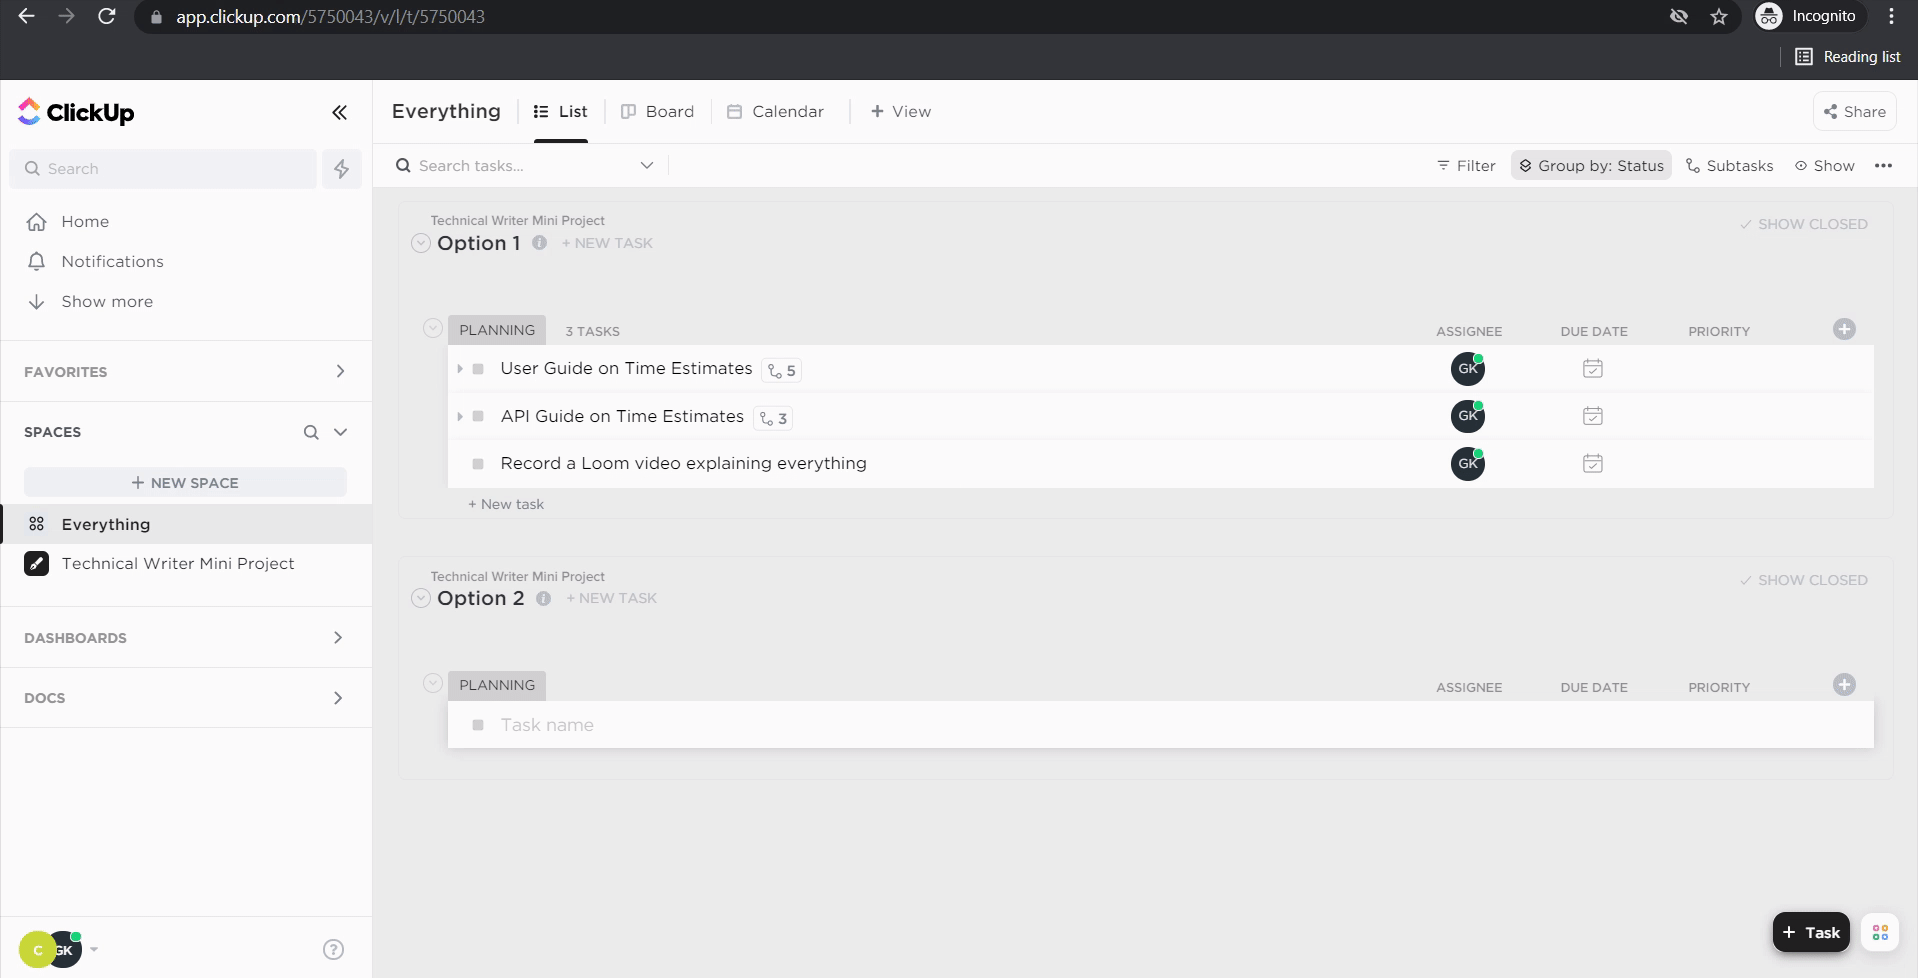 app.clickup.com/5750043/v/l/t/5750043
Incognito
Reading list
ClickUp
Everything
List
Board
Calendar
+ View
Share
Search
Search tasks...
Filter
Group by: Status
Subtasks
Show
Home
Notifications
Show more
FAVORITES
SPACES
+ NEW SPACE
Everything
Technical Writer Mini Project
DASHBOARDS
DOCS
C
GK
?
Technical Writer Mini Project
SHOW CLOSED
Option 1
+ NEW TASK
PLANNING
3 TASKS
ASSIGNEE
DUE DATE
PRIORITY
User Guide on Time Estimates
5
GK
API Guide on Time Estimates
3
GK
Record a Loom video explaining everything
GK
+ New task
Technical Writer Mini Project
SHOW CLOSED
Option 2
+ NEW TASK
PLANNING
ASSIGNEE
DUE DATE
PRIORITY
Task name
+ Task